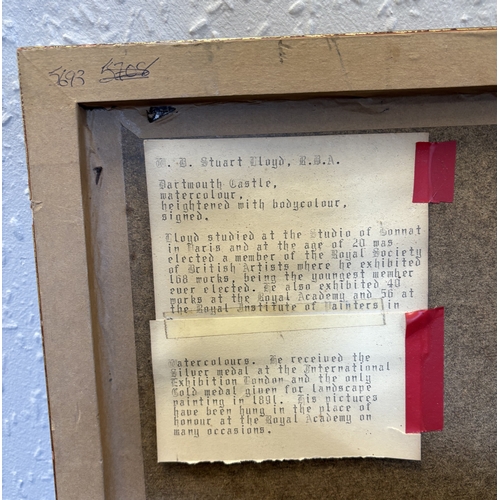 5693 5706
W. D. Stuart Lloyd, R.B.A.
Dartmouth Castle,
watercolour,
heightened with bodycolour,
signed.
Lloyd studied at the Studio of Bonnat
in Paris and at the age of 20 was
elected a member of the Royal Society
of British Artists where he exhibited
168 works, being the youngest member
ever elected. He also exhibited 40
works at the Royal Academy and 56 at
the Royal Institute of Painters in
Watercolours. He received the
Silver medal at the International
Exhibition London and the only
Gold medal given for landscape
painting in 1891. His pictures
have been hung in the place of
honour at the Royal Academy on
many occasions.